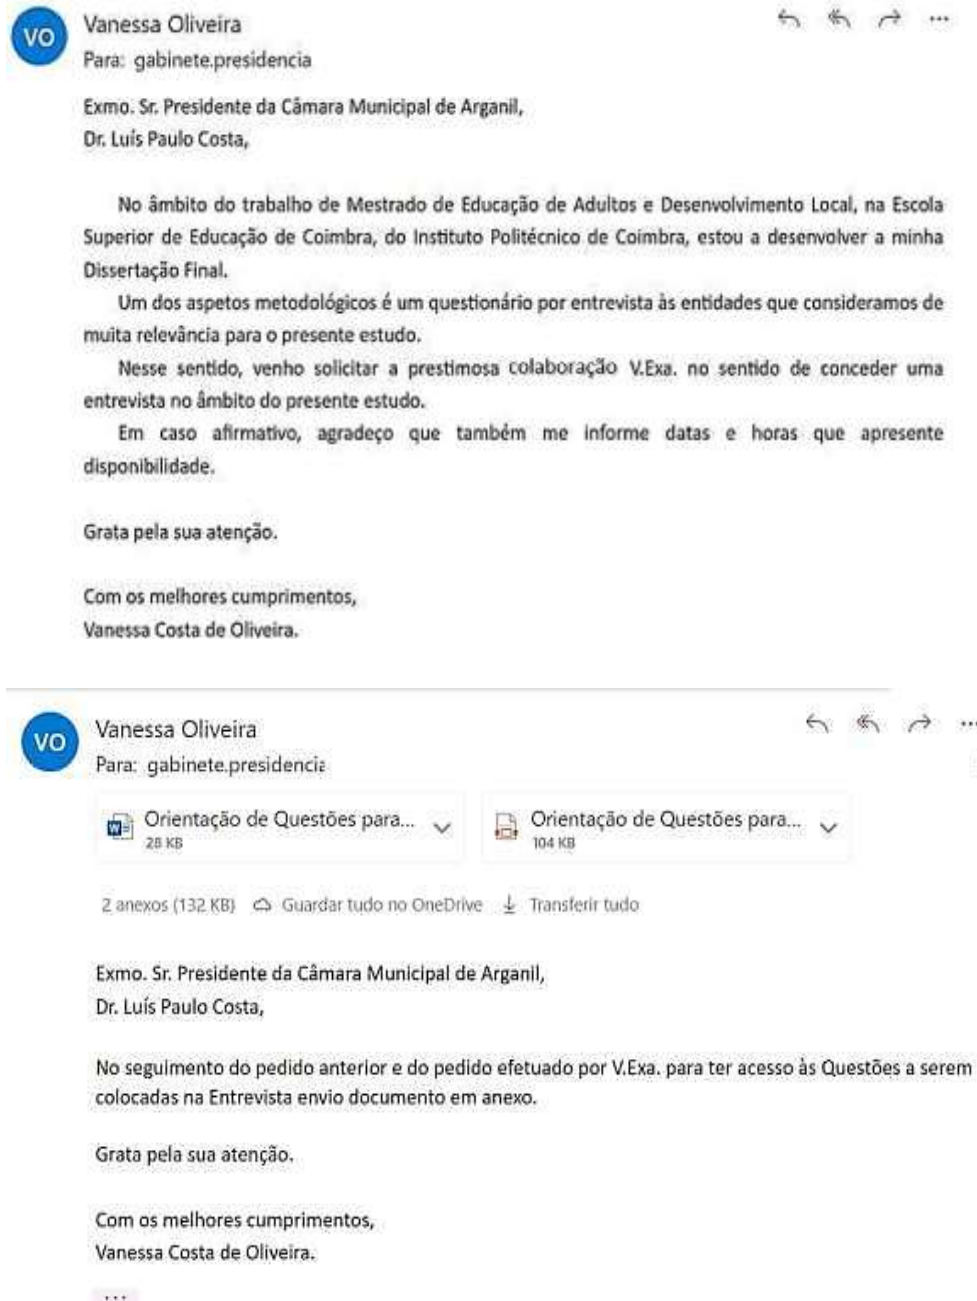 VO
Vanessa Oliveira
Para: gabinete.presidencia
Exmo. Sr. Presidente da Câmara Municipal de Arganil,
Dr. Luís Paulo Costa,
No âmbito do trabalho de Mestrado de Educação de Adultos e Desenvolvimento Local, na Escola
Superior de Educação de Coimbra, do Instituto Politécnico de Coimbra, estou a desenvolver a minha
Dissertação Final.
Um dos aspetos metodológicos é um questionário por entrevista às entidades que consideramos de
muita relevância para o presente estudo.
Nesse sentido, venho solicitar a prestimosa colaboração V.Exa. no sentido de conceder uma
entrevista no âmbito do presente estudo.
Em caso afirmativo, agradeço que também me informe datas e horas que apresente
disponibilidade.
Grata pela sua atenção.
Com os melhores cumprimentos,
Vanessa Costa de Oliveira.
VO
Vanessa Oliveira
Para: gabinete.presidencia
Orientação de Questões para... Orientação de Questões para...
28 KB 104 KB
2 anexos (132 KB) Guardar tudo no OneDrive Transferir tudo
Exmo. Sr. Presidente da Câmara Municipal de Arganil,
Dr. Luís Paulo Costa,
No seguimento do pedido anterior e do pedido efetuado por V.Exa. para ter acesso às Questões a serem
colocadas na Entrevista envio documento em anexo.
Grata pela sua atenção.
Com os melhores cumprimentos,
Vanessa Costa de Oliveira.